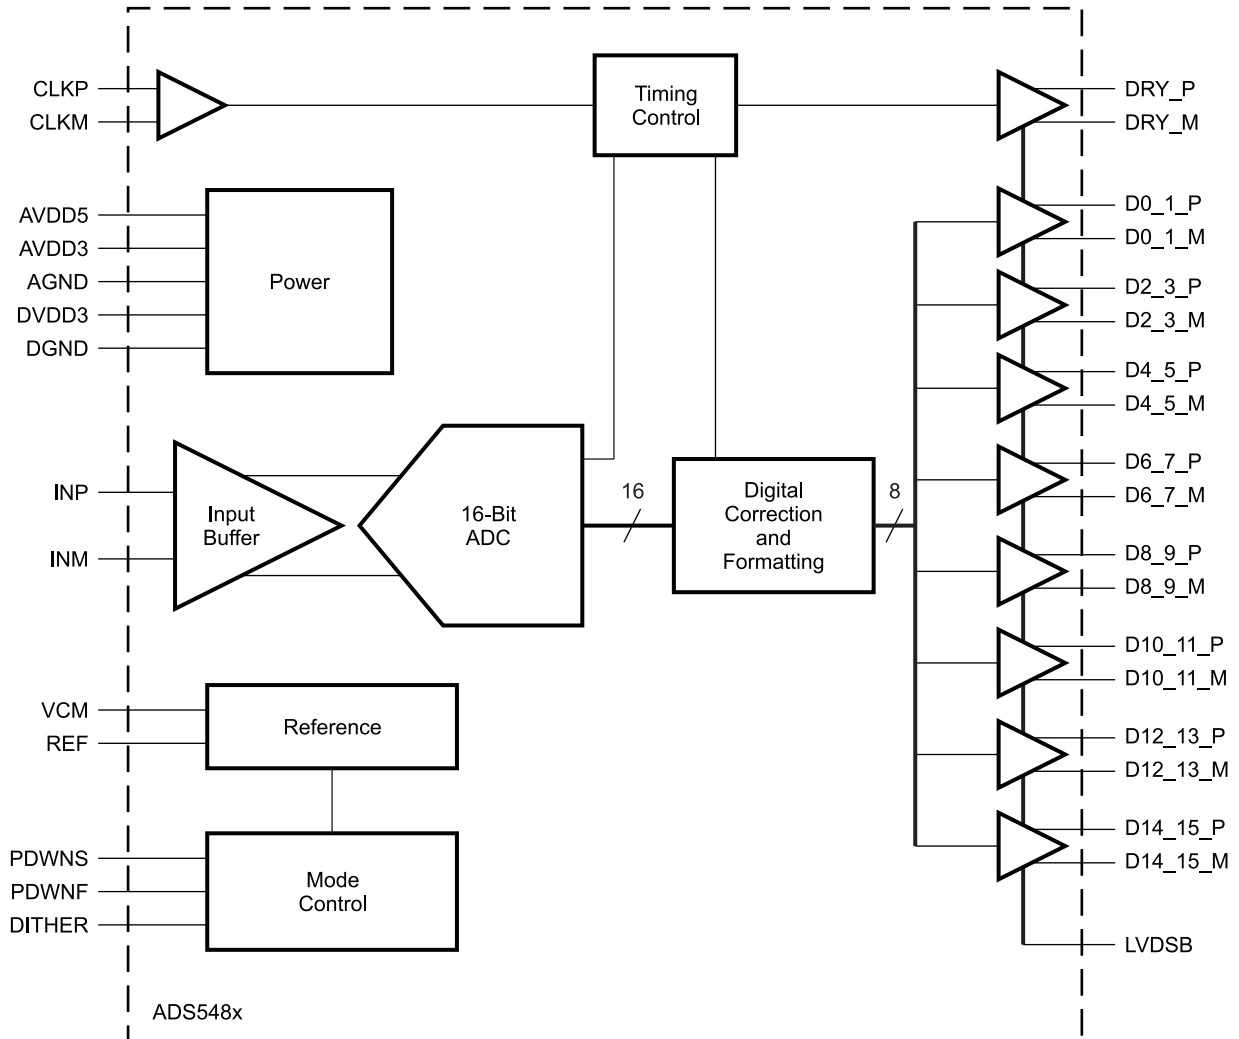 CLKP
CLKM
Timing
Control
DRY_P
DRY_M
AVDD5
AVDD3
AGND
DVDD3
DGND
Power
D0_1_P
D0_1_M
D2_3_P
D2_3_M
D4_5_P
D4_5_M
INP
INM
Input
Buffer
16-Bit
ADC
16
Digital
Correction
and
Formatting
8
D6_7_P
D6_7_M
D8_9_P
D8_9_M
D10_11_P
D10_11_M
VCM
REF
Reference
D12_13_P
D12_13_M
PDWNS
PDWNF
DITHER
Mode
Control
D14_15_P
D14_15_M
LVDSB
ADS548x